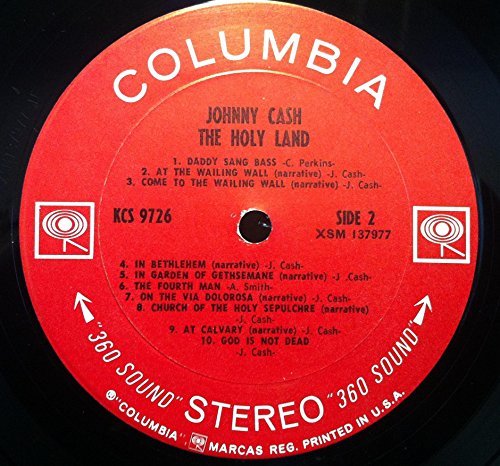 COLUMBIA
JOHNNY CASH
THE HOLY LAND
1. DADDY SANG BASS -C. Perkins-
2. AT THE WAILING WALL (narrative) -J. Cash-
3. COME TO THE WAILING WALL (narrative) -J. Cash-
KCS 9726
SIDE 2
XSM 137977
4. IN BETHLEHEM (narrative) -J. Cash-
5. IN GARDEN OF GETHSEMANE (narrative) -J. Cash-
6. THE FOURTH MAN -A. Smith-
7. ON THE VIA DOLOROSA (narrative) -J. Cash-
8. CHURCH OF THE HOLY SEPULCHRE (narrative)
-J. Cash-
9. AT CALVARY (narrative) -J. Cash-
10. GOD IS NOT DEAD
-J. Cash-
"360 SOUND" STEREO "360 SOUND"
® "COLUMBIA", MARCAS REG. PRINTED IN U.S.A.